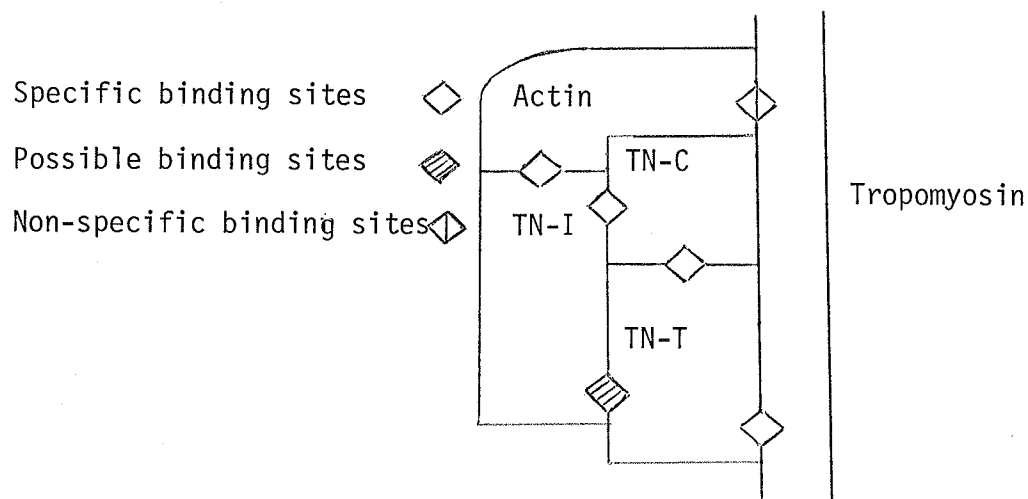 Specific binding sites
Possible binding sites
Non-specific binding sites
Actin
TN-C
TN-I
TN-T
Tropomyosin